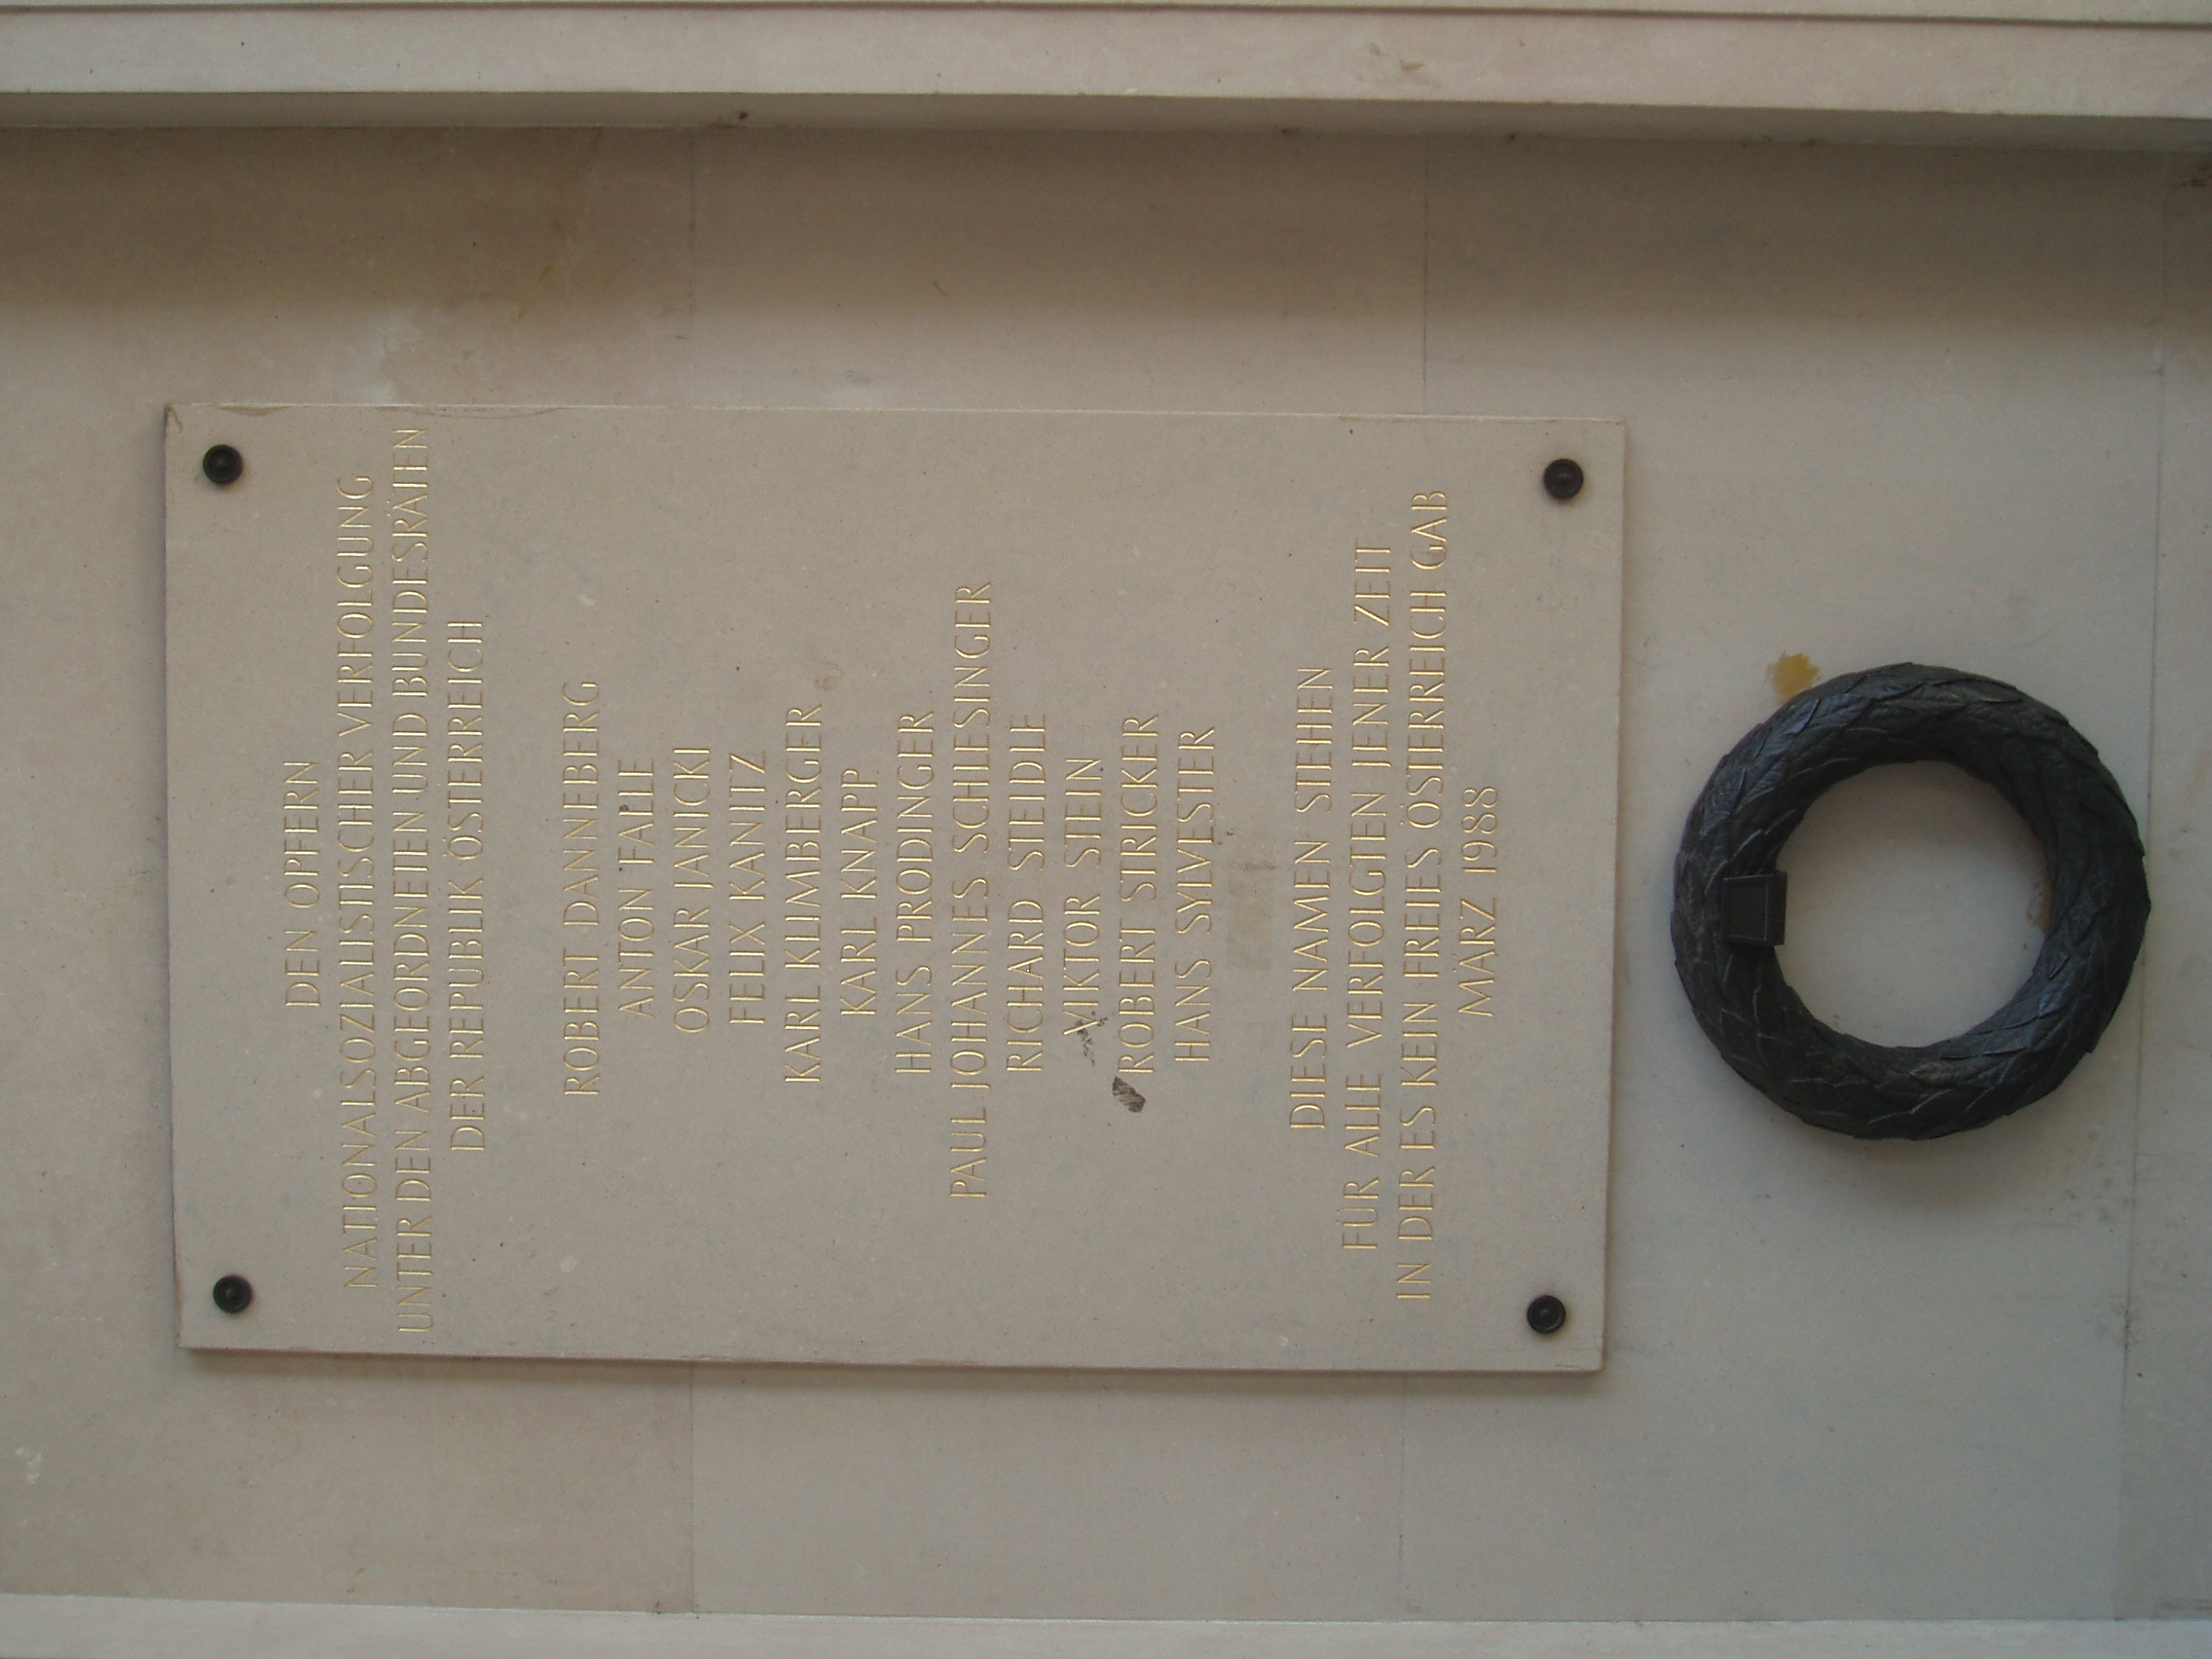 DEN OPFERN
NATIONALSOZIALISTISCHER VERFOLGUNG
UNTER DEN ABGEORDNETEN UND BUNDESRÄTEN
DER REPUBLIK ÖSTERREICH
ROBERT DANNEBERG
ANTON FALLE
OSKAR JANICKI
FELIX KANITZ
KARL KLIMBERGER
KARL KNAPP
HANS PRODINGER
PAUL JOHANNES SCHLESINGER
RICHARD STEIDLE
VIKTOR STEIN
ROBERT STRICKER
HANS SYLVESTER
DIESE NAMEN STEHEN
FÜR ALLE VERFOLGTEN JENER ZEIT
IN DER ES KEIN FREIES ÖSTERREICH GAB
MÄRZ 1988